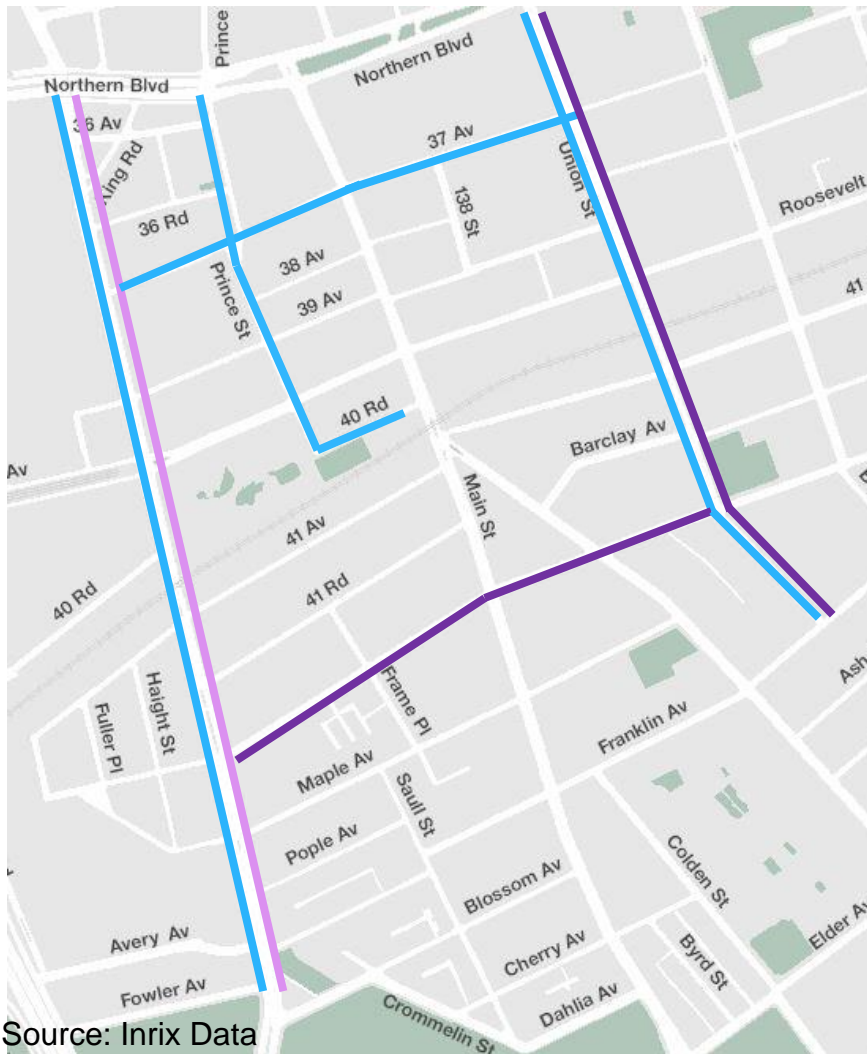 Prince
Northern Blvd
Northern Blvd
36 Av
King Rd
37 Av
Union St
138 St
Roosevelt
36 Rd
38 Av
Prince St
39 Av
41
40 Rd
Barclay Av
Av
Main St
41 Av
40 Rd
41 Rd
Ash
Frame Pl
Haight St
Fuller Pl
Franklin Av
Maple Av
Saull St
Pople Av
Colden St
Blossom Av
Avery Av
Cherry Av
Byrd St
Elder Av
Fowler Av
Dahlia Av
Crommelin St
Source: Inrix Data